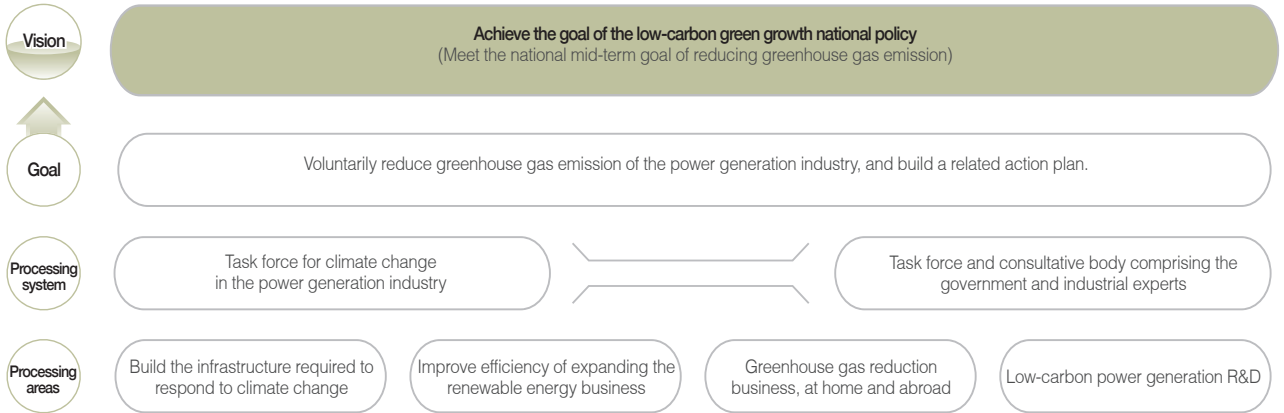 Vision
Achieve the goal of the low-carbon green growth national policy
(Meet the national mid-term goal of reducing greenhouse gas emission)
Goal
Voluntarily reduce greenhouse gas emission of the power generation industry, and build a related action plan.
Processing
system
Task force for climate change
in the power generation industry
Task force and consultative body comprising the
government and industrial experts
Processing
areas
Build the infrastructure required to
respond to climate change
Improve efficiency of expanding the
renewable energy business
Greenhouse gas reduction
business, at home and abroad
Low-carbon power generation R&D